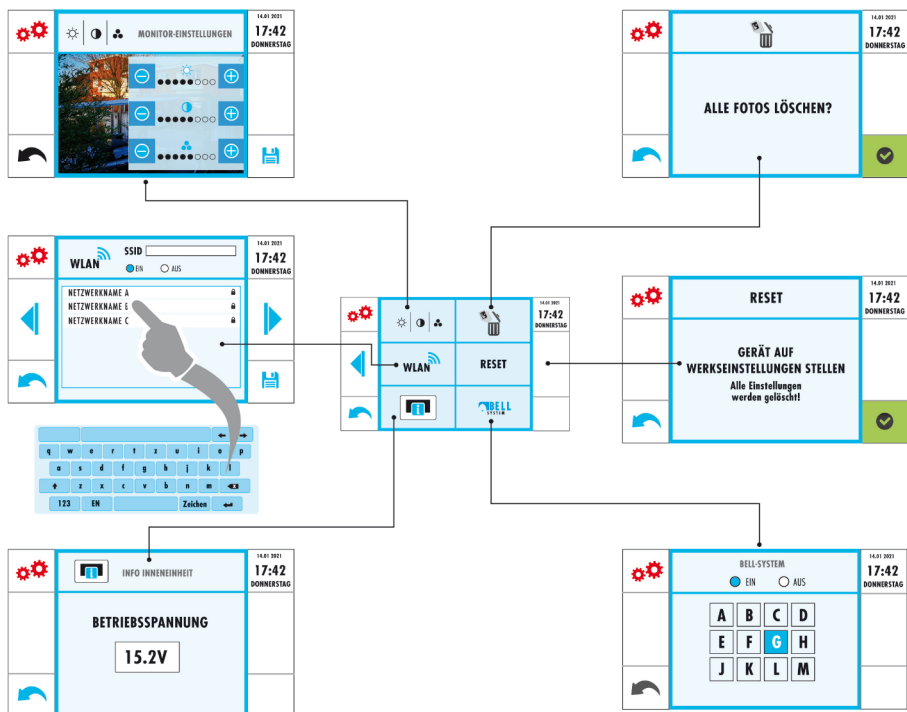 MONITOR-EINSTELLUNGEN
14.01 2021
17:42
DONNERSTAG
14.01 2021
17:42
DONNERSTAG
ALLE FOTOS LÖSCHEN?
WLAN
SSID
EIN AUS
14.01 2021
17:42
DONNERSTAG
NETZWERKNAME A
NETZWERKNAME B
NETZWERKNAME C
14.01 2021
17:42
DONNERSTAG
WLAN
RESET
BELL
SYSTEM
RESET
14.01 2021
17:42
DONNERSTAG
GERÄT AUF
WERKSEINSTELLUNGEN STELLEN
Alle Einstellungen
werden gelöscht!
q w e r t z u i o p
a s d f g h j k l
z x c v b n m
123 EN Zeichen
INFO INNENEINHEIT
14.01 2021
17:42
DONNERSTAG
BETRIEBSSPANNUNG
15.2V
BELL-SYSTEM
EIN AUS
14.01 2021
17:42
DONNERSTAG
A B C D
E F G H
J K L M